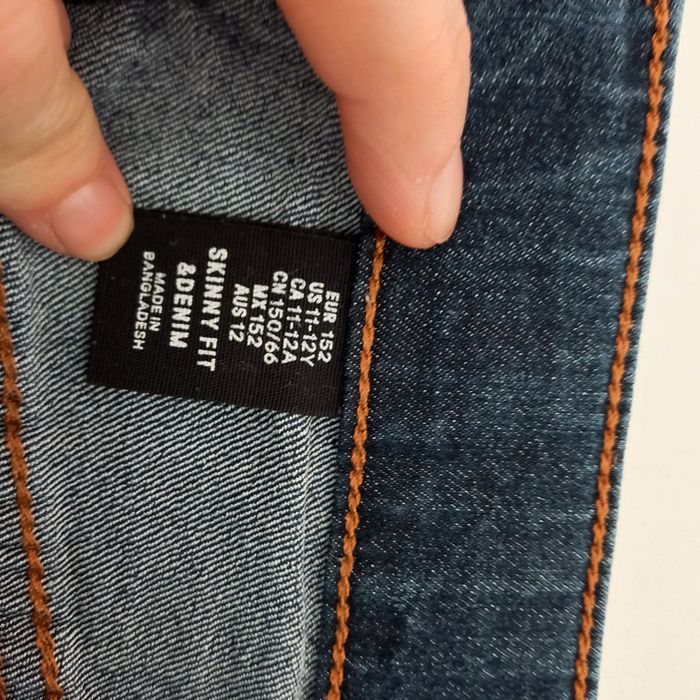 EUR 152
US 11-12Y
CA 11-12A
CN 150/66
MX 152
AUS 12
SKINNY FIT
&DENIM
MADE IN
BANGLADESH